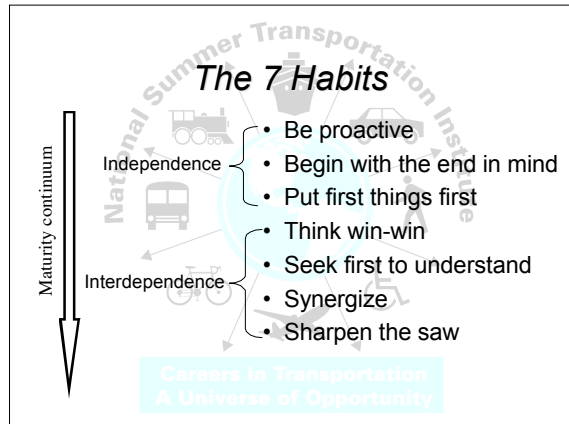 National Summer Transportation Institute
The 7 Habits
Maturity continuum
Independence
• Be proactive
• Begin with the end in mind
• Put first things first
Interdependence
• Think win-win
• Seek first to understand
• Synergize
• Sharpen the saw
Careers in Transportation
A Universe of Opportunity